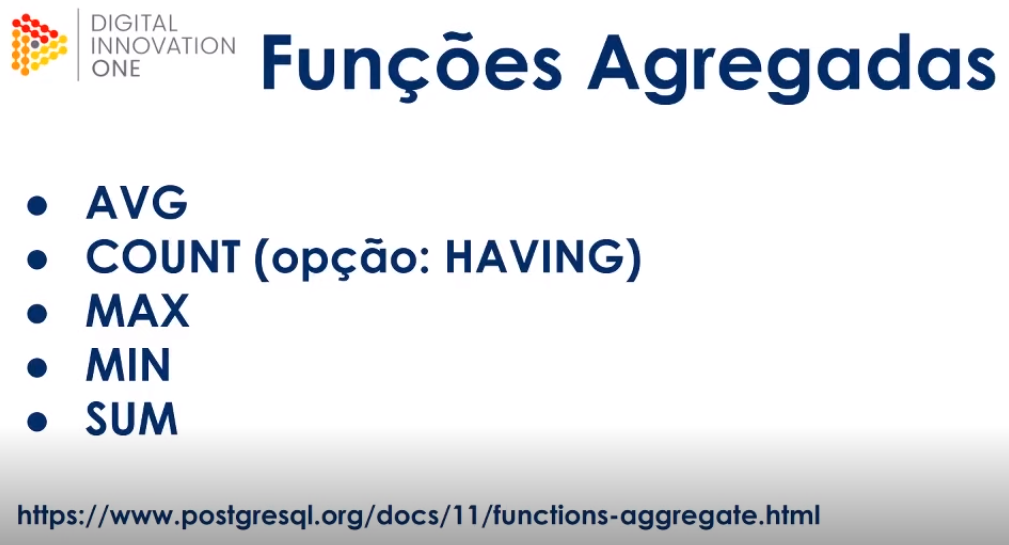 DIGITAL
INNOVATION
ONE
Funções Agregadas
● AVG
● COUNT (opção: HAVING)
● MAX
● MIN
● SUM
https://www.postgresql.org/docs/11/functions-aggregate.html